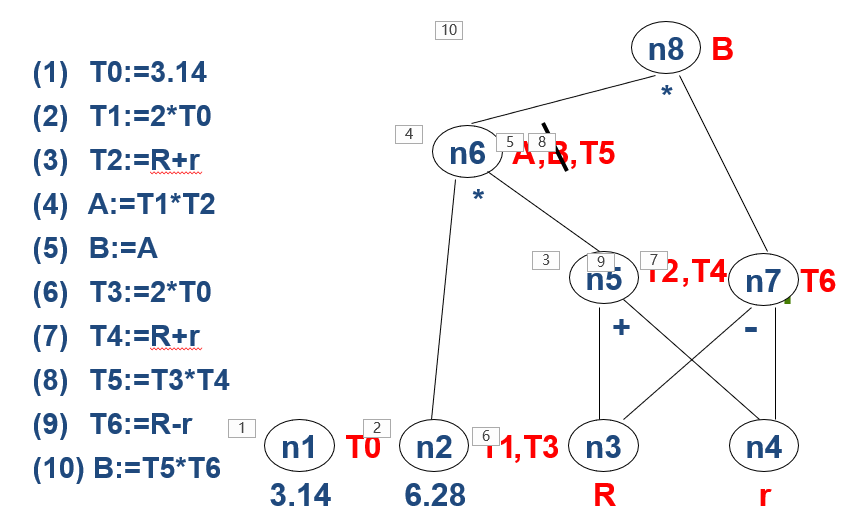 (1) T0:=3.14
(2) T1:=2*T0
(3) T2:=R+r
(4) A:=T1*T2
(5) B:=A
(6) T3:=2*T0
(7) T4:=R+r
(8) T5:=T3*T4
(9) T6:=R-r
(10) B:=T5*T6
10
n8 B
*
4 n6 5 8 A,B,T5
*
3 9 n5 7 T2,T4 n7 T6
+ -
1 n1 2 T0 n2 6 T1,T3 n3 n4
3.14 6.28 R r